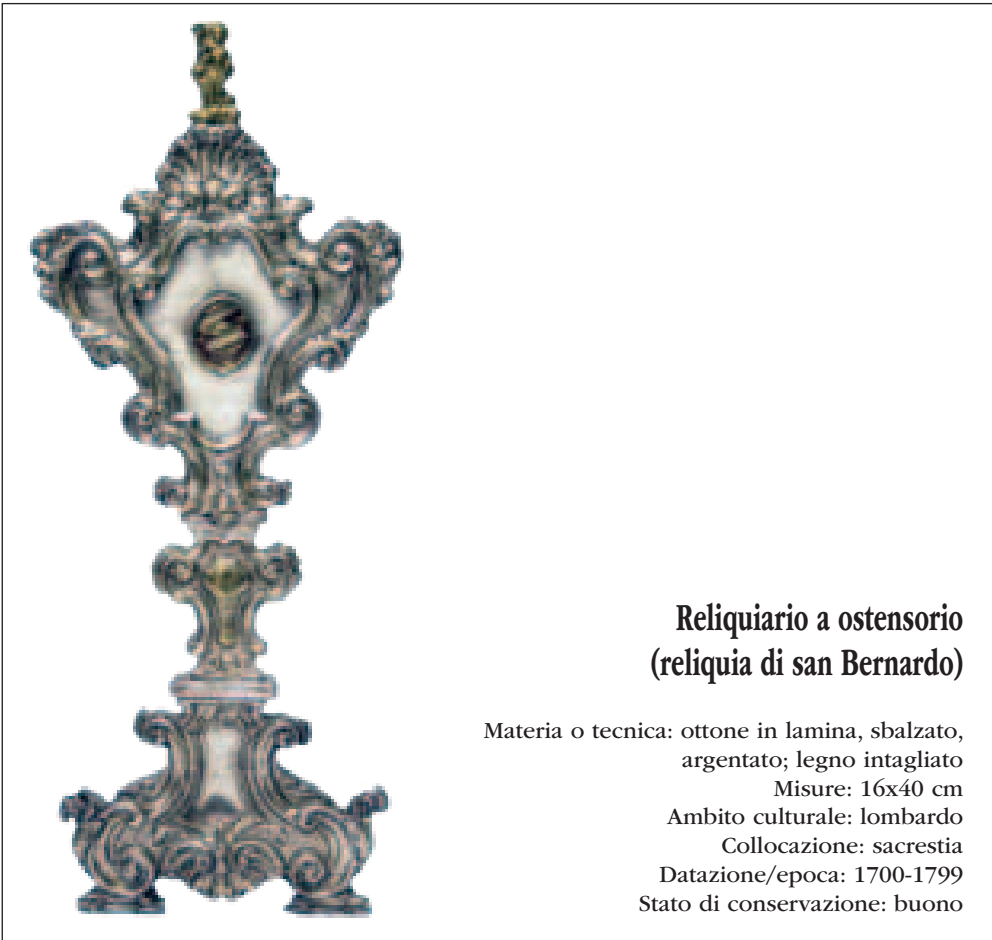 Reliquiario a ostensorio
(reliquia di san Bernardo)
Materia o tecnica: ottone in lamina, sbalzato,
argentato; legno intagliato
Misure: 16x40 cm
Ambito culturale: lombardo
Collocazione: sacrestia
Datazione/epoca: 1700-1799
Stato di conservazione: buono